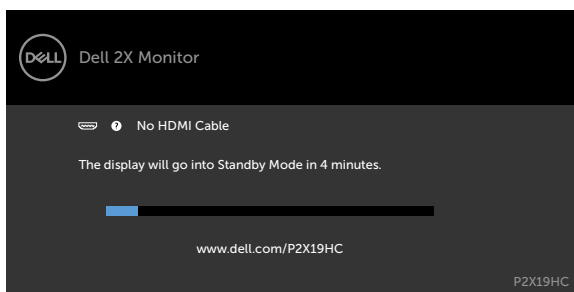 DELL
Dell 2X Monitor
? No HDMI Cable
The display will go into Standby Mode in 4 minutes.
www.dell.com/P2X19HC
P2X19HC